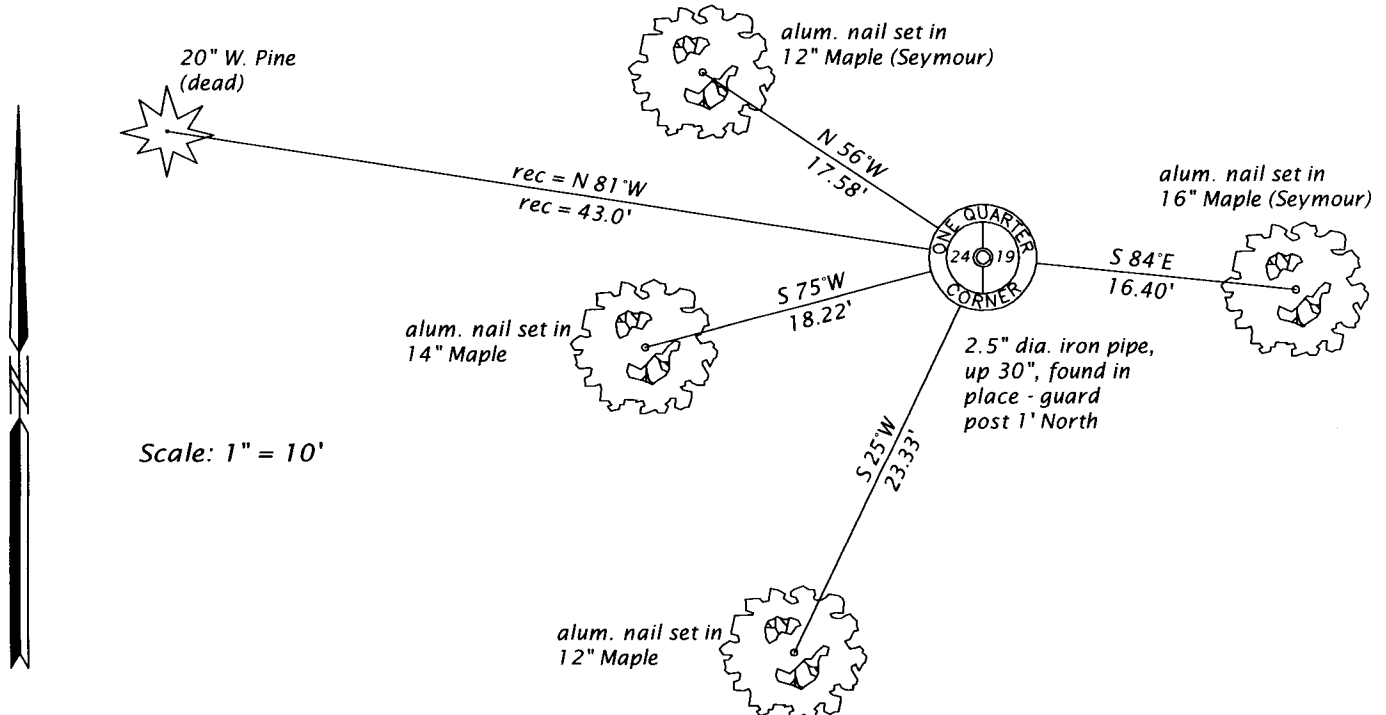 20" W. Pine
(dead)
alum. nail set in
12" Maple (Seymour)
N 56°W
17.58'
rec = N 81°W
rec = 43.0'
alum. nail set in
16" Maple (Seymour)
ONE QUARTER
24 19
CORNER
S 84°E
16.40'
S 75°W
18.22'
alum. nail set in
14" Maple
2.5" dia. iron pipe,
up 30", found in
place - guard
post 1' North
N
Scale: 1" = 10'
S 25°W
23.33'
alum. nail set in
12" Maple